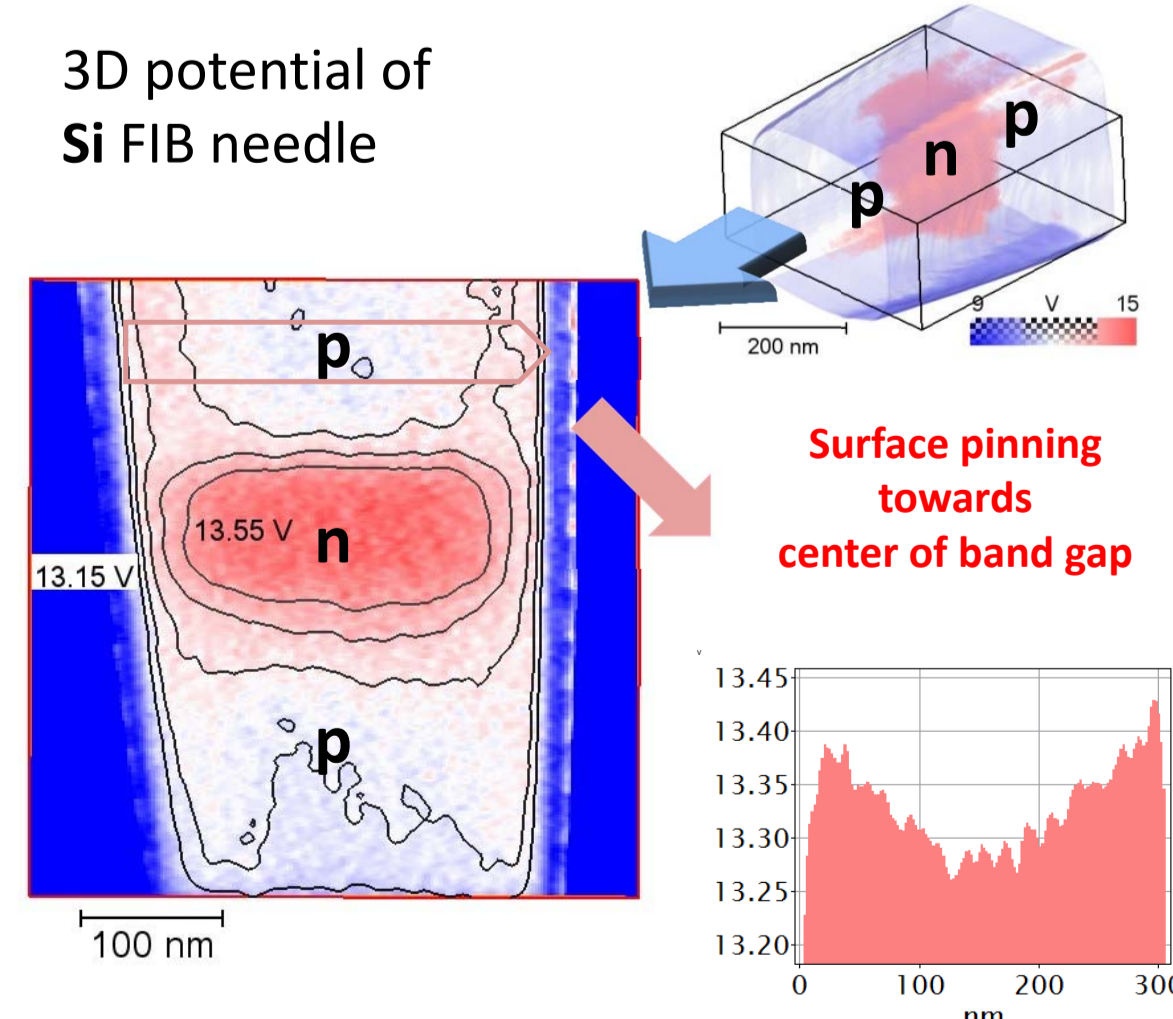 3D potential of
Si FIB needle
p
n
p
9 V 15
200 nm
p
13.55 V n
13.15 V
p
100 nm
Surface pinning
towards
center of band gap
v
13.45
13.40
13.35
13.30
13.25
13.20
0 100 200 300
nm